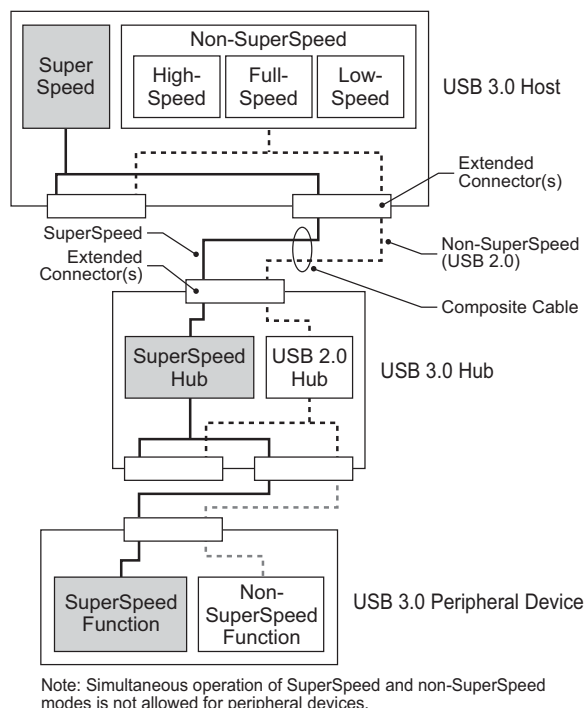 Super
Speed
Non-SuperSpeed
High-
Speed
Full-
Speed
Low-
Speed
USB 3.0 Host
Extended
Connector(s)
SuperSpeed
Extended
Connector(s)
Non-SuperSpeed
(USB 2.0)
Composite Cable
SuperSpeed
Hub
USB 2.0
Hub
USB 3.0 Hub
SuperSpeed
Function
Non-
SuperSpeed
Function
USB 3.0 Peripheral Device
Note: Simultaneous operation of SuperSpeed and non-SuperSpeed
modes is not allowed for peripheral devices.